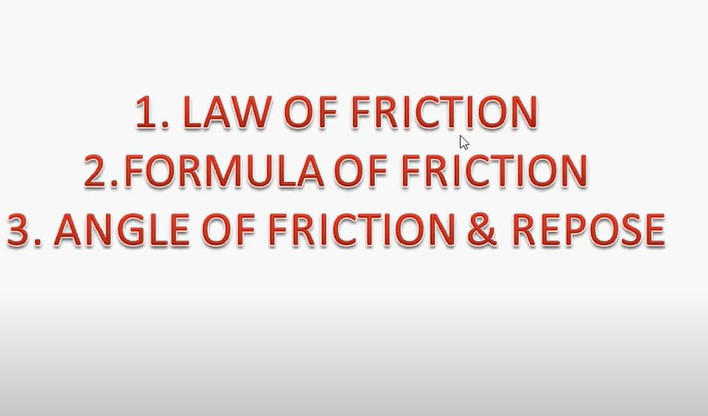 1. LAW OF FRICTION
2.FORMULA OF FRICTION
3. ANGLE OF FRICTION & REPOSE